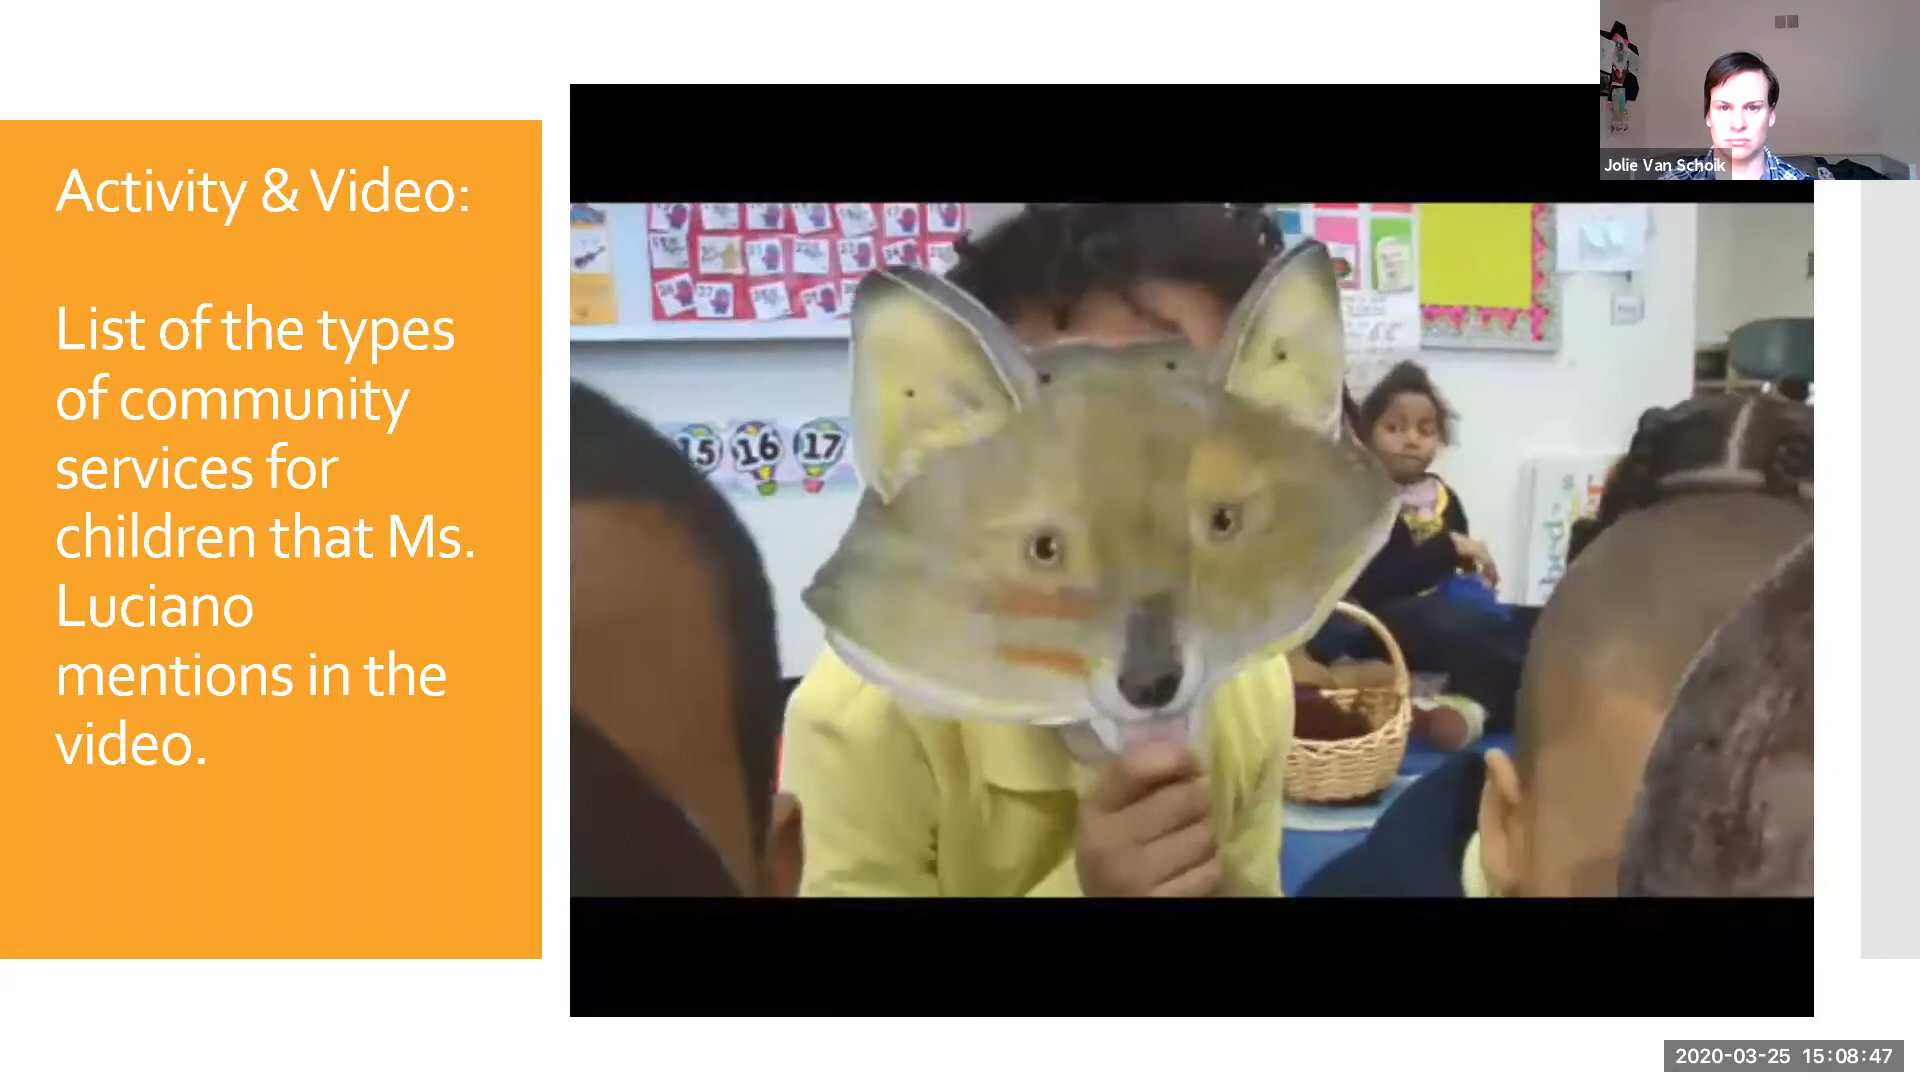 Activity & Video:
List of the types
of community
services for
children that Ms.
Luciano
mentions in the
video.
15 16 17
Jolie Van Schoik
2020-03-25 15:08:47